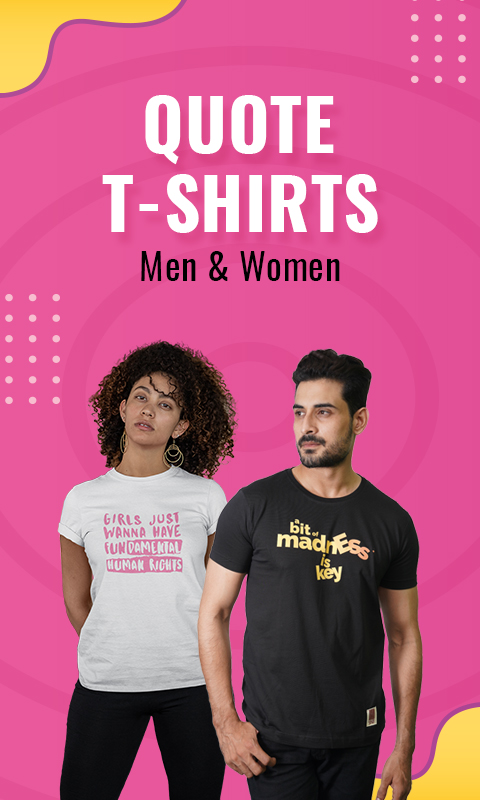 QUOTE
T-SHIRTS
Men & Women
GIRLS JUST
WANNA HAVE
FUNDAMENTAL
HUMAN RIGHTS
a
bit of
madness
is
key